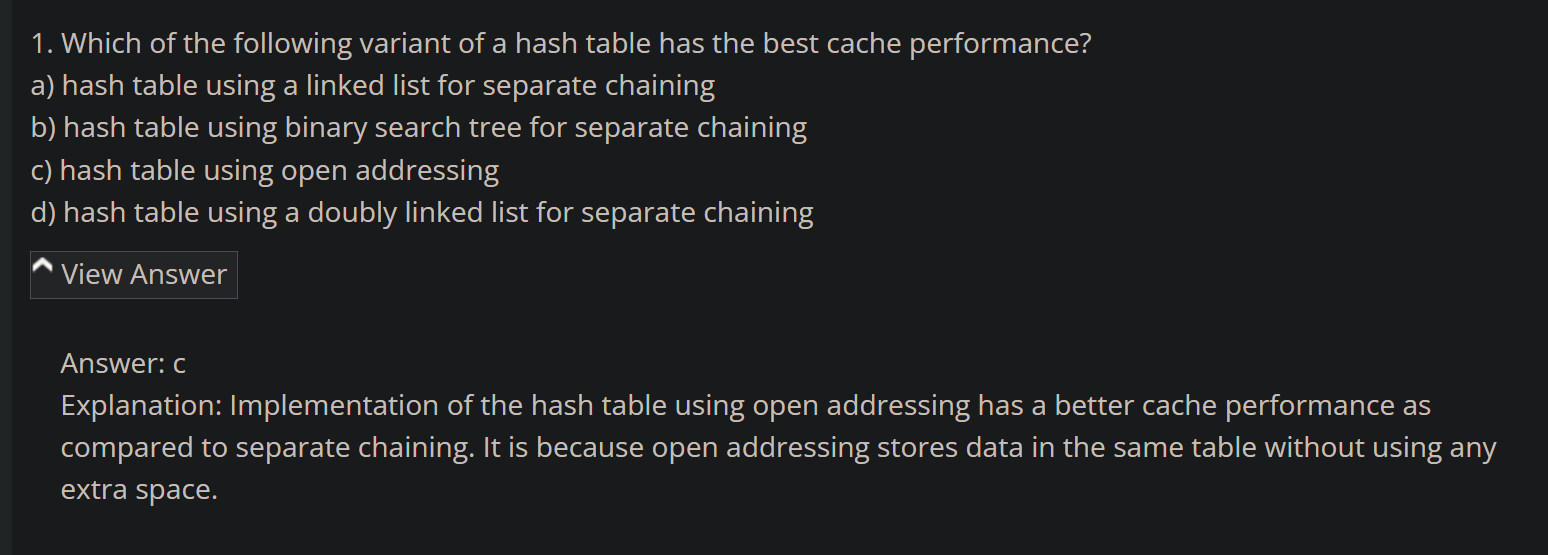 1. Which of the following variant of a hash table has the best cache performance?
a) hash table using a linked list for separate chaining
b) hash table using binary search tree for separate chaining
c) hash table using open addressing
d) hash table using a doubly linked list for separate chaining
View Answer
Answer: c
Explanation: Implementation of the hash table using open addressing has a better cache performance as
compared to separate chaining. It is because open addressing stores data in the same table without using any
extra space.